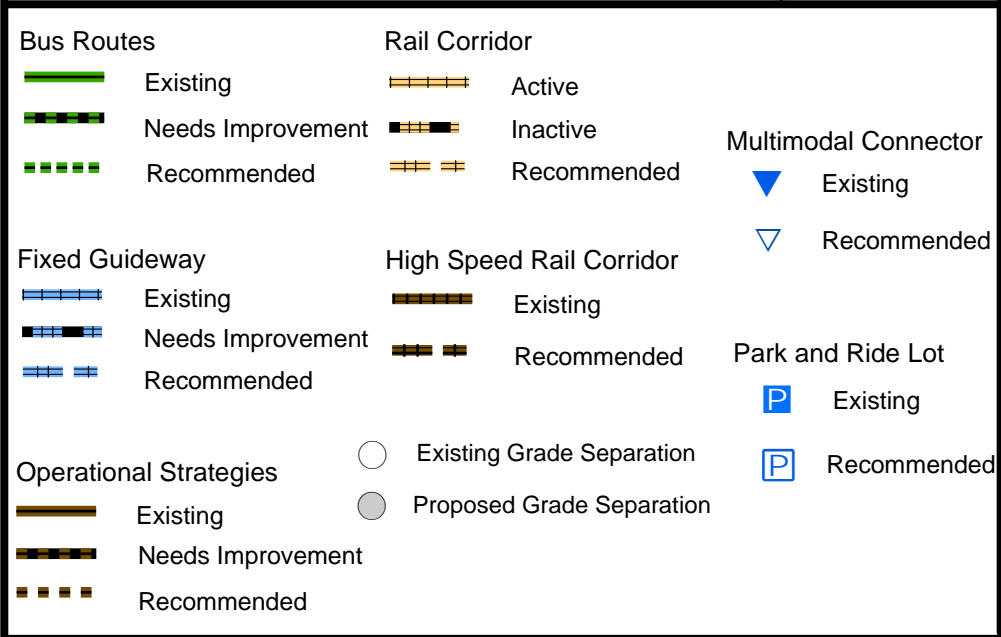 Bus Routes
Existing
Needs Improvement
Recommended
Fixed Guideway
Existing
Needs Improvement
Recommended
Operational Strategies
Existing
Needs Improvement
Recommended
Rail Corridor
Active
Inactive
Recommended
High Speed Rail Corridor
Existing
Recommended
Existing Grade Separation
Proposed Grade Separation
Multimodal Connector
Existing
Recommended
Park and Ride Lot
P Existing
P Recommended